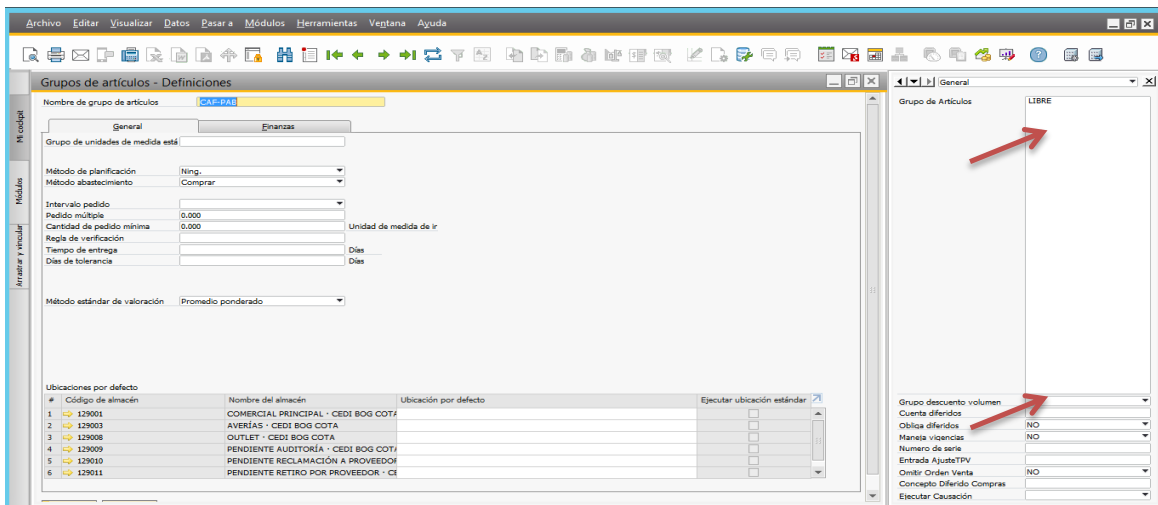 Archivo Editar Visualizar Datos Pasar a Módulos Herramientas Ventana Ayuda
Grupos de artículos - Definiciones
General
Mi cockpit
Módulos
Arrastrar y vincular
Nombre de grupo de artículos CAF-PAB
General Finanzas
Grupo de unidades de medida está
Método de planificación Ning.
Método abastecimiento Comprar
Intervalo pedido
Pedido múltiple 0.000
Cantidad de pedido mínima 0.000 Unidad de medida de ir
Regla de verificación
Tiempo de entrega Días
Días de tolerancia Días
Método estándar de valoración Promedio ponderado
Ubicaciones por defecto
# Código de almacén Nombre del almacén Ubicación por defecto Ejecutar ubicación estándar
1 129001 COMERCIAL PRINCIPAL - CEDI BOG COTA
2 129003 AVERÍAS - CEDI BOG COTA
3 129008 OUTLET - CEDI BOG COTA
4 129009 PENDIENTE AUDITORÍA - CEDI BOG COTA
5 129010 PENDIENTE RECLAMACIÓN A PROVEEDOR
6 129011 PENDIENTE RETIRO POR PROVEEDOR - CE
Grupo de Artículos LIBRE
Grupo descuento volumen
Cuenta diferidos
Obliga diferidos NO
Maneja vigencias NO
Numero de serie
Entrada AjusteTPV
Omitir Orden Venta NO
Concepto Diferido Compras
Ejecutar Causación